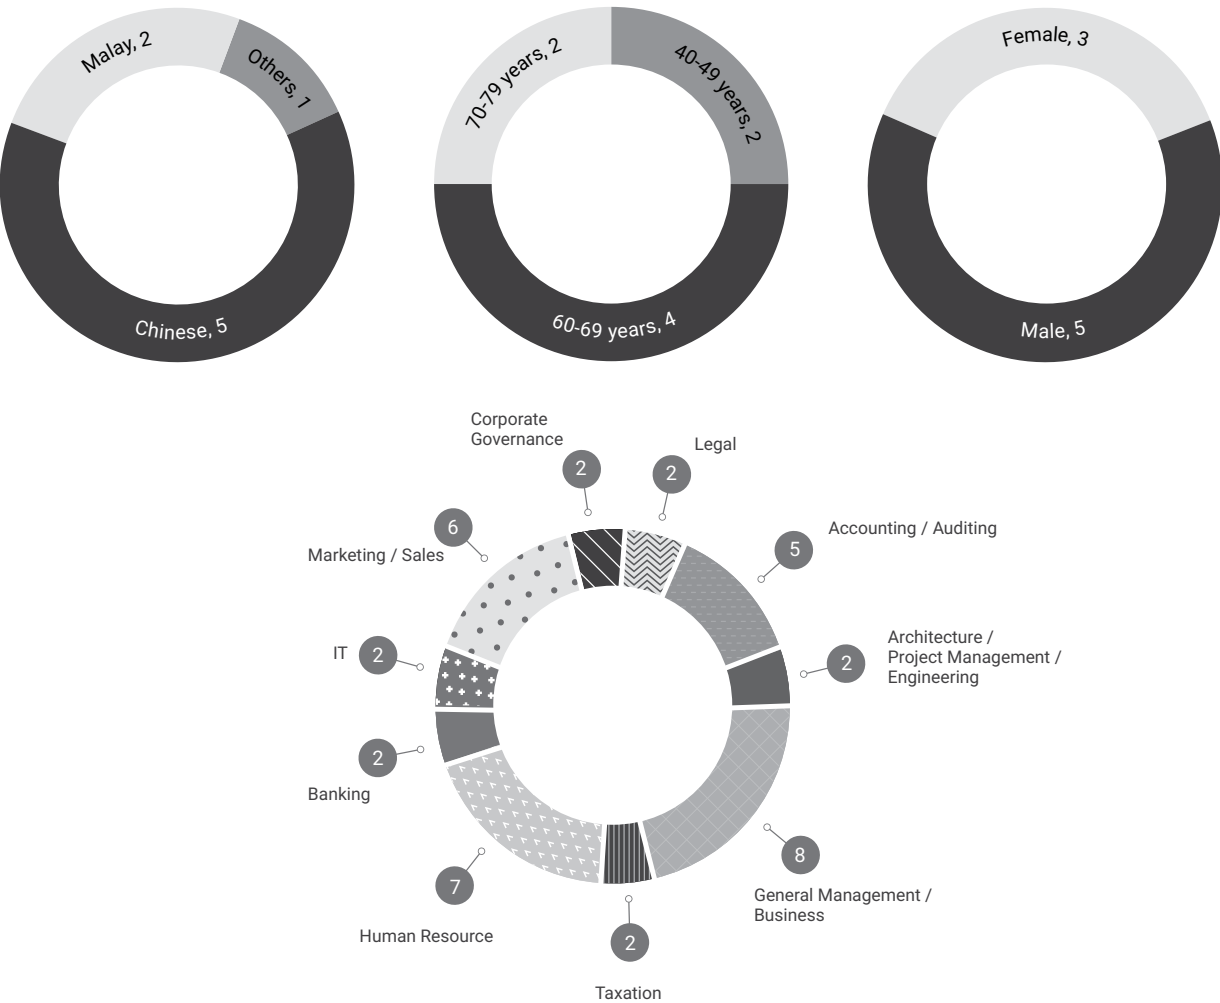 Malay, 2
Others, 1
Chinese, 5
70-79 years, 2
40-49 years, 2
60-69 years, 4
Female, 3
Male, 5
Corporate
Governance
2
Legal
2
Accounting / Auditing
5
Architecture /
Project Management /
Engineering
2
General Management /
Business
8
Taxation
2
Human Resource
7
Banking
2
IT
2
Marketing / Sales
6